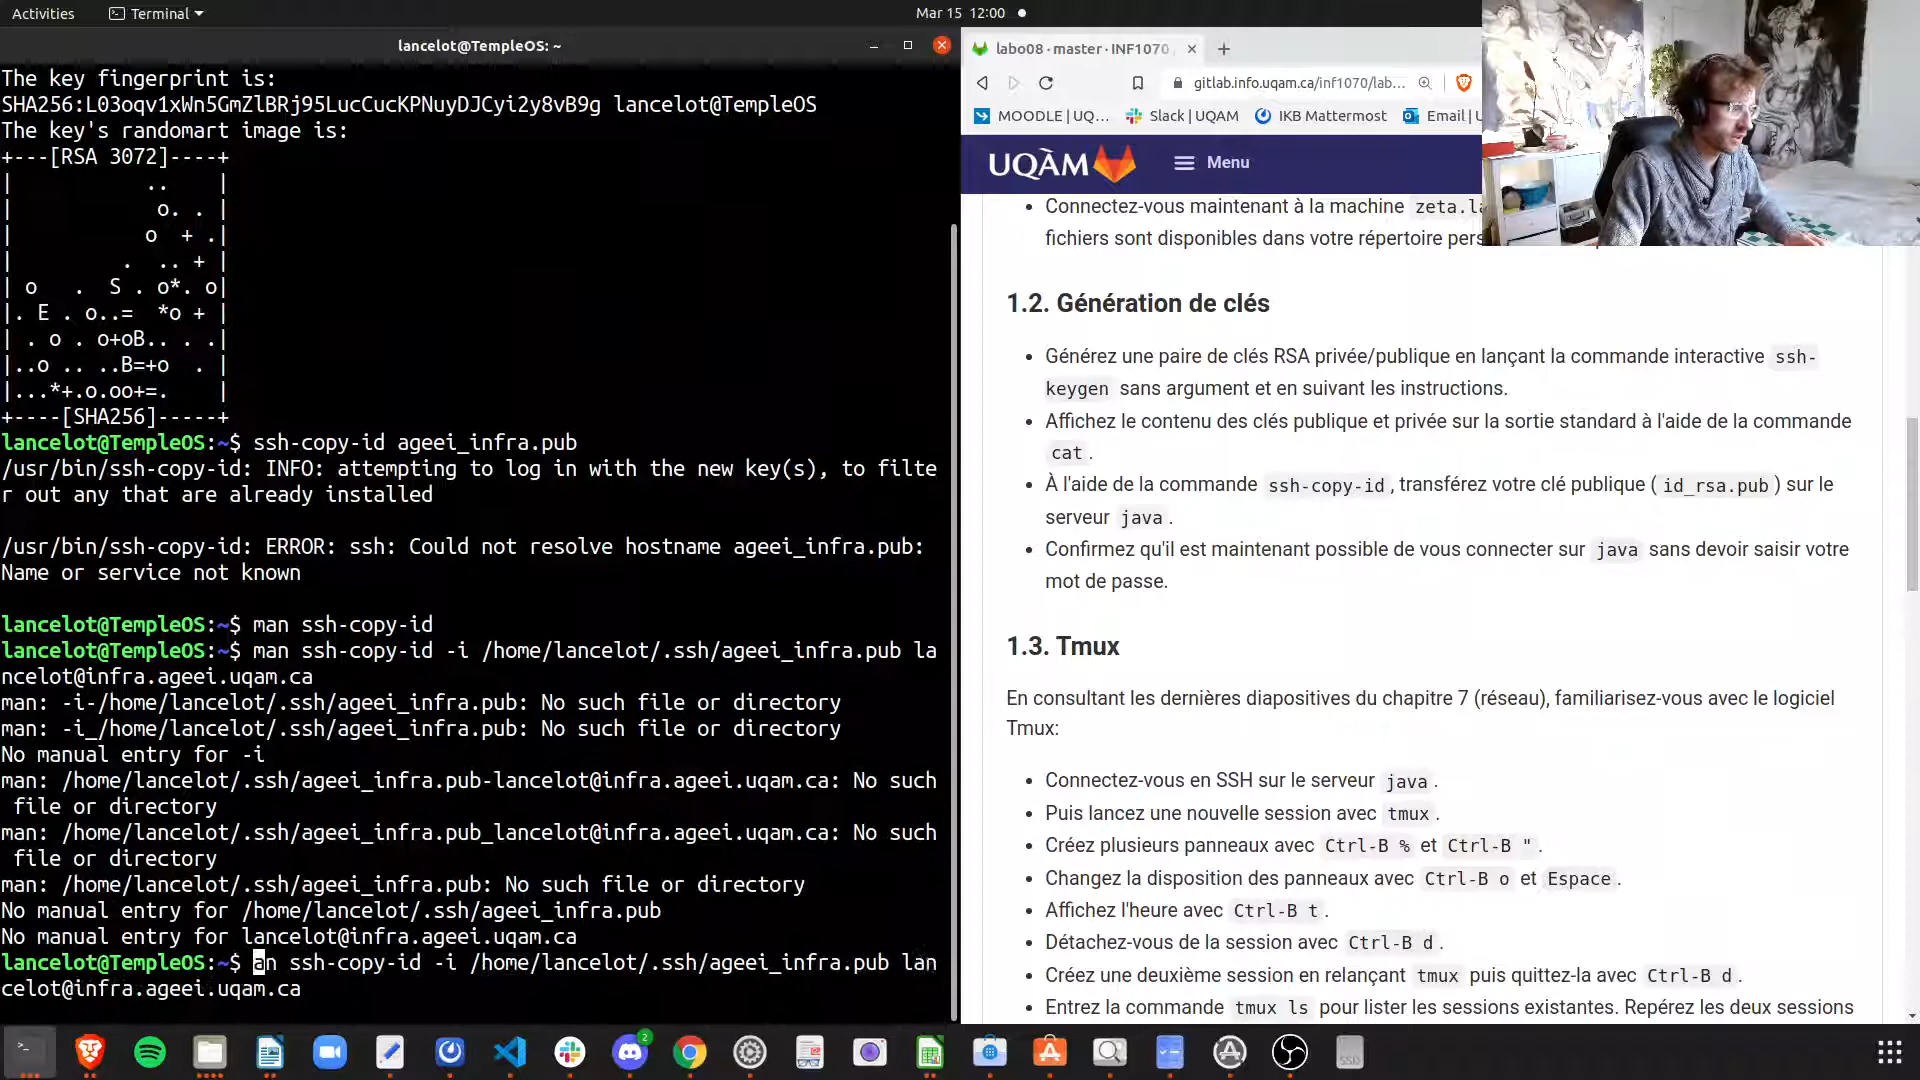 Activities
Terminal
Mar 15 12:00
lancelot@TempleOS: ~
The key fingerprint is:
SHA256:L03oqv1xWn5GmZlBRj95LucCucKPNuyDJCyi2y8vB9g lancelot@TempleOS
The key's randomart image is:
+---[RSA 3072]----+
|            ..    |
|             o. . |
|            o  + .|
|          .  .. + |
| o   .  S . o*. o|
|. E . o..=  *o + |
| . o . o+oB.. . .|
|..o .. ..B=+o  . |
|...*+.o.oo+=.    |
+----[SHA256]-----+
lancelot@TempleOS:~$ ssh-copy-id ageei_infra.pub
/usr/bin/ssh-copy-id: INFO: attempting to log in with the new key(s), to filte
r out any that are already installed
/usr/bin/ssh-copy-id: ERROR: ssh: Could not resolve hostname ageei_infra.pub:
Name or service not known
lancelot@TempleOS:~$ man ssh-copy-id
lancelot@TempleOS:~$ man ssh-copy-id -i /home/lancelot/.ssh/ageei_infra.pub la
ncelot@infra.ageei.uqam.ca
man: -i-/home/lancelot/.ssh/ageei_infra.pub: No such file or directory
man: -i_/home/lancelot/.ssh/ageei_infra.pub: No such file or directory
No manual entry for -i
man: /home/lancelot/.ssh/ageei_infra.pub-lancelot@infra.ageei.uqam.ca: No such
 file or directory
man: /home/lancelot/.ssh/ageei_infra.pub_lancelot@infra.ageei.uqam.ca: No such
 file or directory
man: /home/lancelot/.ssh/ageei_infra.pub: No such file or directory
No manual entry for /home/lancelot/.ssh/ageei_infra.pub
No manual entry for lancelot@infra.ageei.uqam.ca
lancelot@TempleOS:~$ an ssh-copy-id -i /home/lancelot/.ssh/ageei_infra.pub lan
celot@infra.ageei.uqam.ca
labo08 · master · INF1070
gitlab.info.uqam.ca/inf1070/lab...
MOODLE | UQ...
Slack | UQAM
IKB Mattermost
Email | U
UQÀM
Menu
Connectez-vous maintenant à la machine zeta.la
fichiers sont disponibles dans votre répertoire pers
1.2. Génération de clés
Générez une paire de clés RSA privée/publique en lançant la commande interactive ssh-
keygen sans argument et en suivant les instructions.
Affichez le contenu des clés publique et privée sur la sortie standard à l'aide de la commande
cat.
À l'aide de la commande ssh-copy-id, transférez votre clé publique (id_rsa.pub) sur le
serveur java.
Confirmez qu'il est maintenant possible de vous connecter sur java sans devoir saisir votre
mot de passe.
1.3. Tmux
En consultant les dernières diapositives du chapitre 7 (réseau), familiarisez-vous avec le logiciel
Tmux:
Connectez-vous en SSH sur le serveur java.
Puis lancez une nouvelle session avec tmux.
Créez plusieurs panneaux avec Ctrl-B % et Ctrl-B ".
Changez la disposition des panneaux avec Ctrl-B o et Espace.
Affichez l'heure avec Ctrl-B t.
Détachez-vous de la session avec Ctrl-B d.
Créez une deuxième session en relançant tmux puis quittez-la avec Ctrl-B d.
Entrez la commande tmux ls pour lister les sessions existantes. Repérez les deux sessions
2
SSD